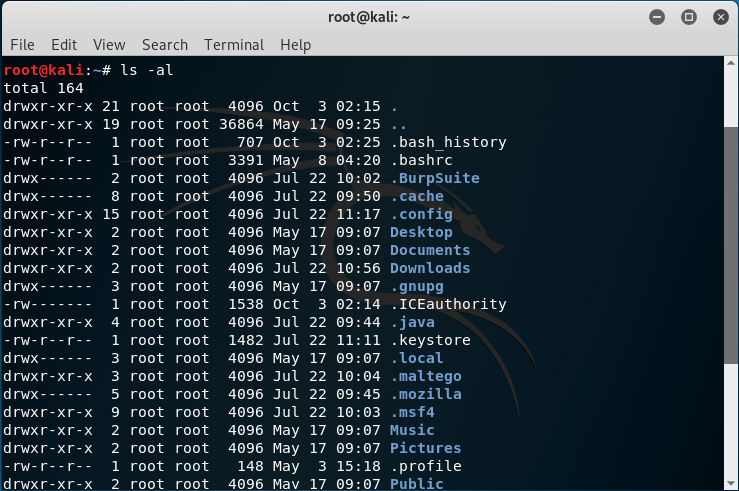 root@kali: ~
File Edit View Search Terminal Help
root@kali:~# ls -al
total 164
drwxr-xr-x 21 root root  4096 Oct  3 02:15 .
drwxr-xr-x 19 root root 36864 May 17 09:25 ..
-rw-r--r--  1 root root   707 Oct  3 02:25 .bash_history
-rw-r--r--  1 root root  3391 May  8 04:20 .bashrc
drwx------  2 root root  4096 Jul 22 10:02 .BurpSuite
drwx------  8 root root  4096 Jul 22 09:50 .cache
drwxr-xr-x 15 root root  4096 Jul 22 11:17 .config
drwxr-xr-x  2 root root  4096 May 17 09:07 Desktop
drwxr-xr-x  2 root root  4096 May 17 09:07 Documents
drwxr-xr-x  2 root root  4096 Jul 22 10:56 Downloads
drwx------  3 root root  4096 May 17 09:07 .gnupg
-rw-------  1 root root  1538 Oct  3 02:14 .ICEauthority
drwxr-xr-x  4 root root  4096 Jul 22 09:44 .java
-rw-r--r--  1 root root  1482 Jul 22 11:11 .keystore
drwx------  3 root root  4096 May 17 09:07 .local
drwxr-xr-x  3 root root  4096 Jul 22 10:04 .maltego
drwx------  5 root root  4096 Jul 22 09:45 .mozilla
drwxr-xr-x  9 root root  4096 Jul 22 10:03 .msf4
drwxr-xr-x  2 root root  4096 May 17 09:07 Music
drwxr-xr-x  2 root root  4096 May 17 09:07 Pictures
-rw-r--r--  1 root root   148 May  3 15:18 .profile
drwxr-xr-x  2 root root  4096 May 17 09:07 Public